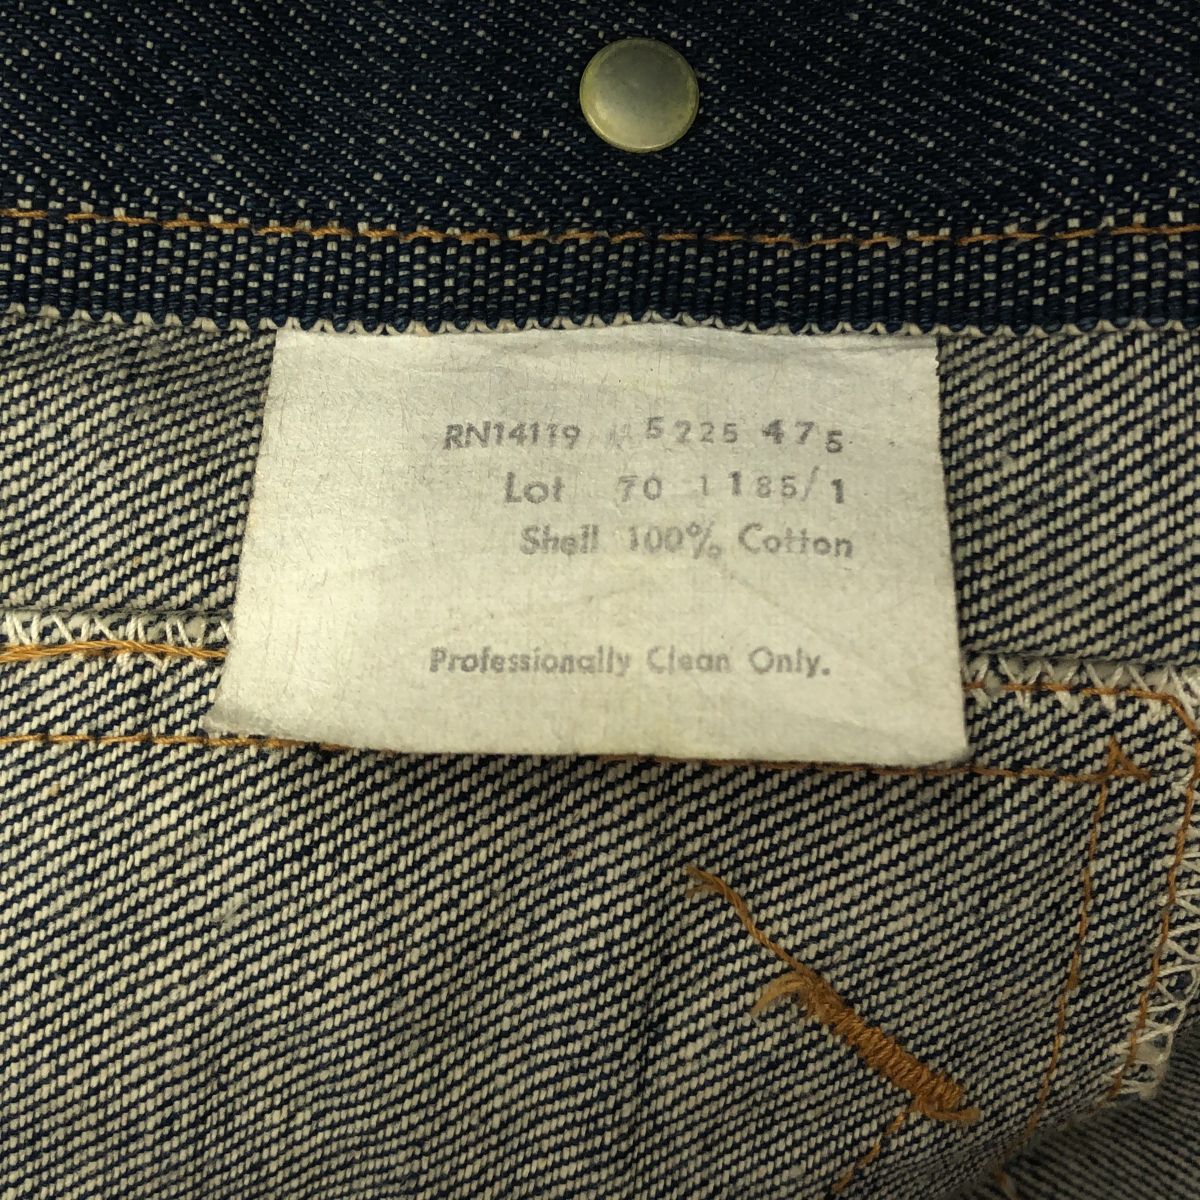 RN14119 M 5225 475
Lot 70 1185/1
Shell 100% Cotton
Professionally Clean Only.